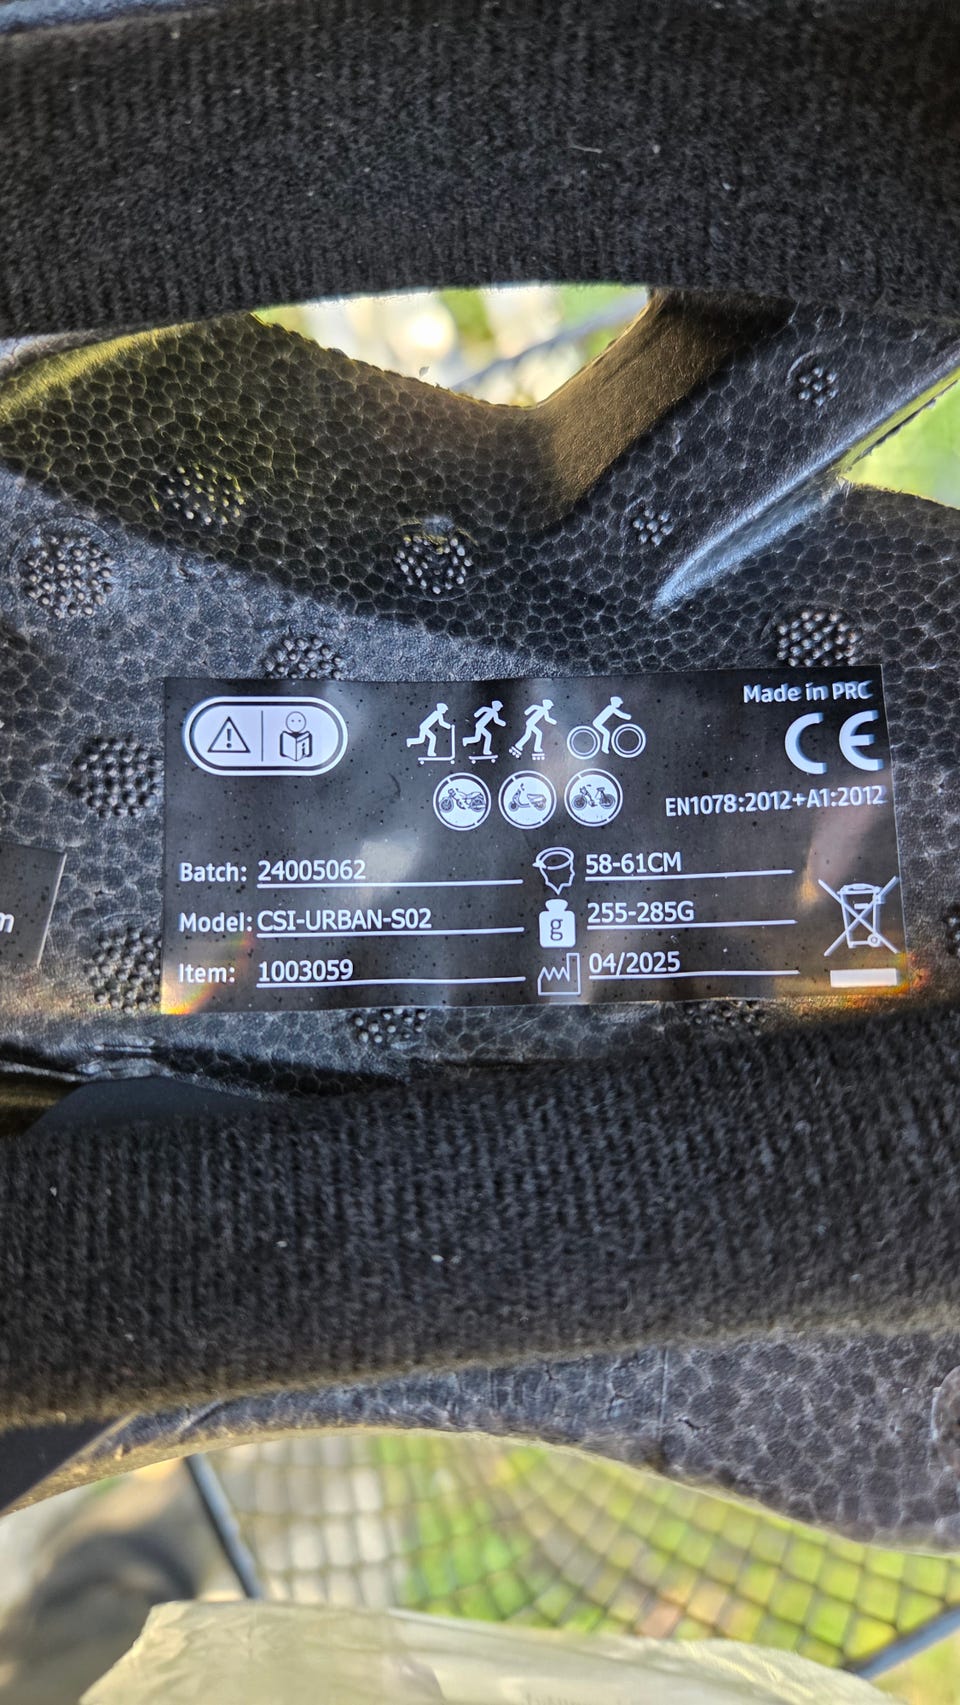 Made in PRC
CE
EN1078:2012+A1:2012
Batch: 24005062
58-61CM
Model: CSI-URBAN-S02
g
255-285G
Item: 1003059
04/2025
m